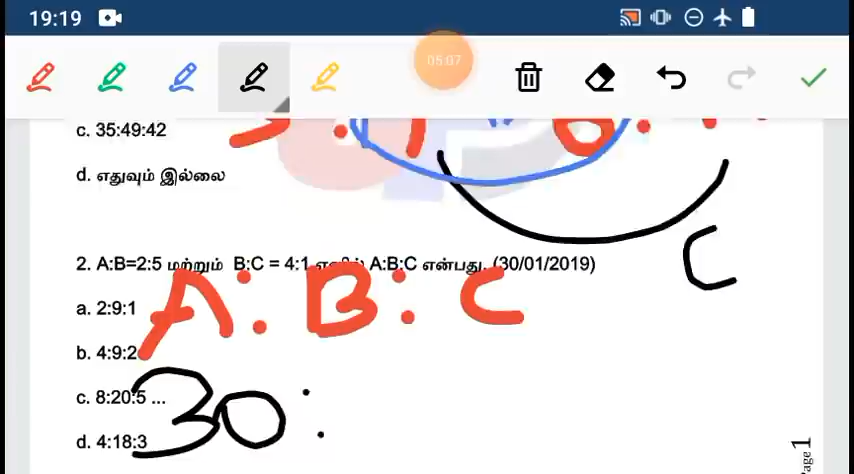 19:19
05:07
c. 35:49:42
d. எதுவும் இல்லை
C
2. A:B=2:5 மற்றும் B:C = 4:1 எனில் A:B:C என்பது. (30/01/2019)
A : B : C
a. 2:9:1
b. 4:9:2
30 :
c. 8:20:5 ...
d. 4:18:3
Page 1